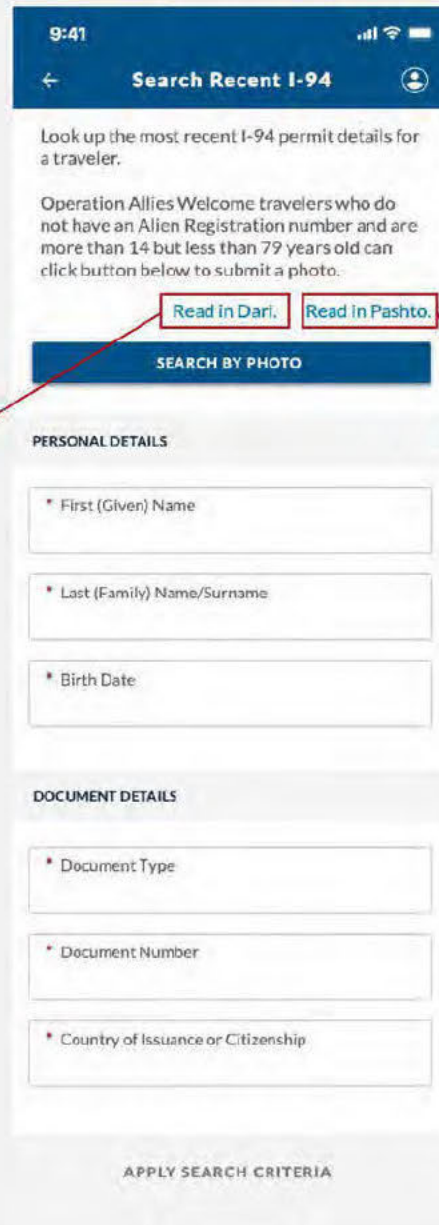 9:41
Search Recent I-94
Look up the most recent I-94 permit details for
a traveler.
Operation Allies Welcome travelers who do
not have an Alien Registration number and are
more than 14 but less than 79 years old can
click button below to submit a photo.
Read in Dari. Read in Pashto.
SEARCH BY PHOTO
PERSONAL DETAILS
* First (Given) Name
* Last (Family) Name/Surname
* Birth Date
DOCUMENT DETAILS
* Document Type
* Document Number
* Country of Issuance or Citizenship
APPLY SEARCH CRITERIA